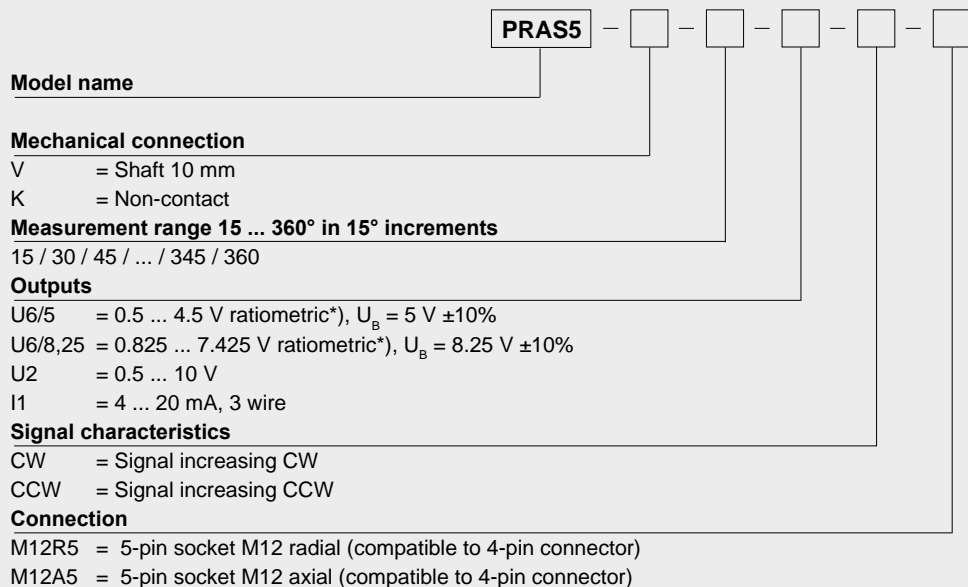 PRAS5 – – – – –
Model name
Mechanical connection
V = Shaft 10 mm
K = Non-contact
Measurement range 15 ... 360° in 15° increments
15 / 30 / 45 / ... / 345 / 360
Outputs
U6/5 = 0.5 ... 4.5 V ratiometric*), U_B = 5 V ±10%
U6/8,25 = 0.825 ... 7.425 V ratiometric*), U_B = 8.25 V ±10%
U2 = 0.5 ... 10 V
I1 = 4 ... 20 mA, 3 wire
Signal characteristics
CW = Signal increasing CW
CCW = Signal increasing CCW
Connection
M12R5 = 5-pin socket M12 radial (compatible to 4-pin connector)
M12A5 = 5-pin socket M12 axial (compatible to 4-pin connector)